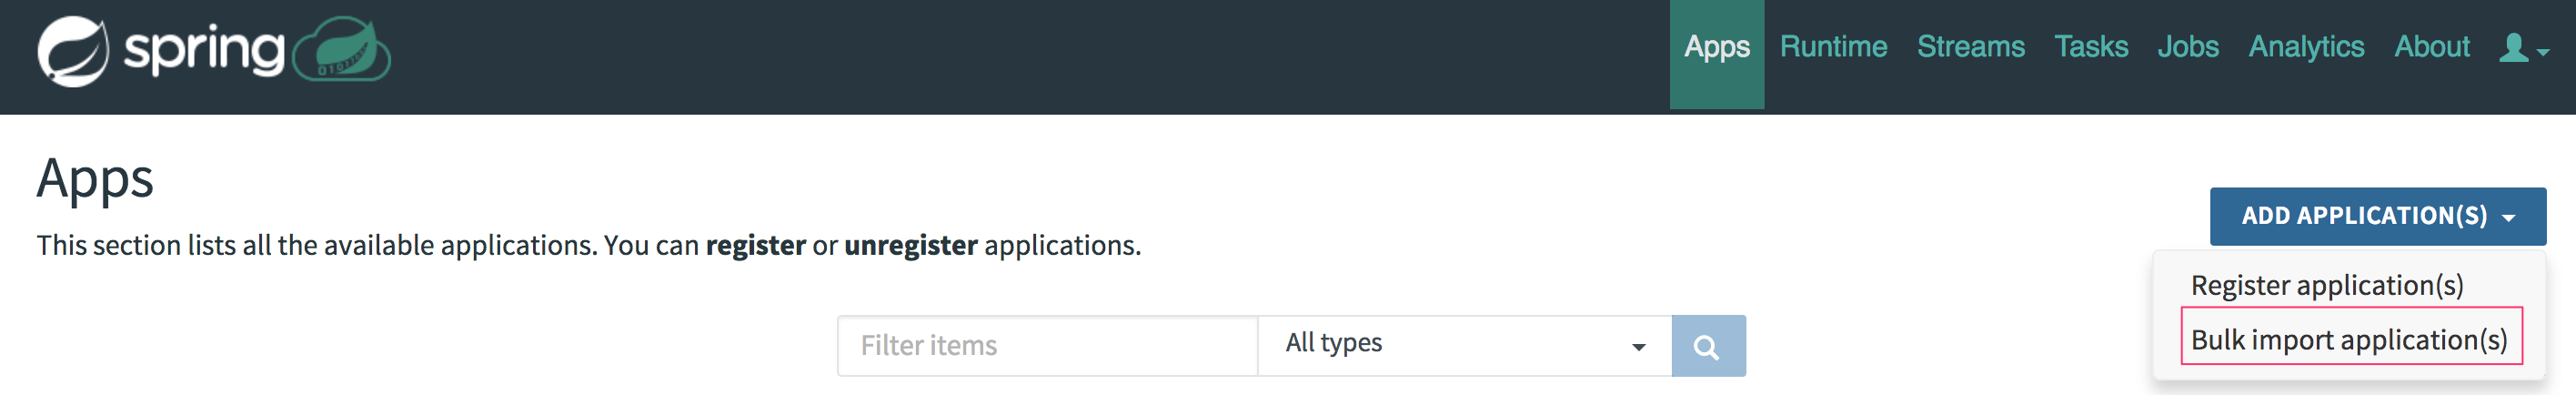 spring
Apps Runtime Streams Tasks Jobs Analytics About
Apps
ADD APPLICATION(S)
This section lists all the available applications. You can register or unregister applications.
Register application(s)
Bulk import application(s)
Filter items
All types